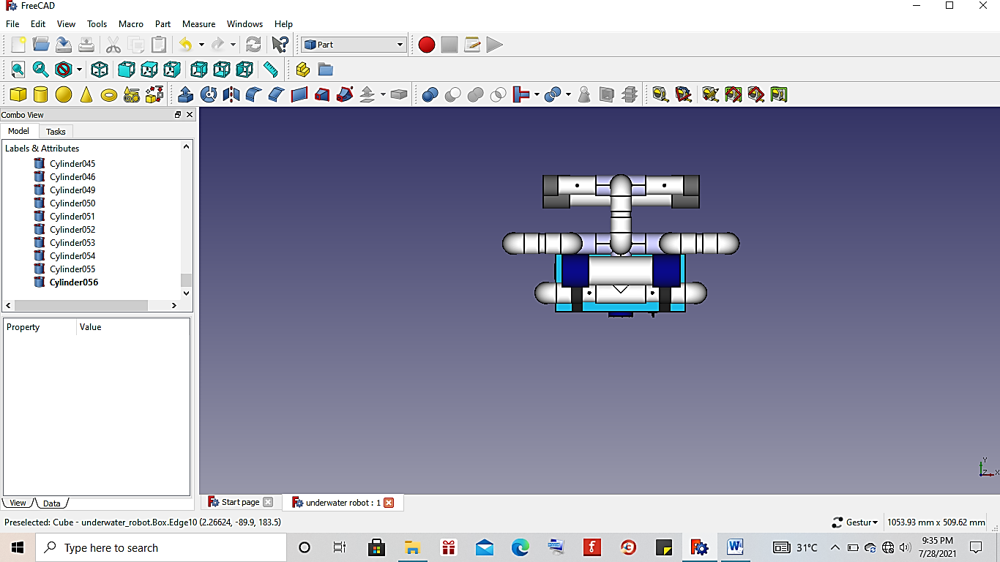 FreeCAD
File Edit View Tools Macro Part Measure Windows Help
Part
Combo View
Model Tasks
Labels & Attributes
Cylinder045
Cylinder046
Cylinder049
Cylinder050
Cylinder051
Cylinder052
Cylinder053
Cylinder054
Cylinder055
Cylinder056
Property Value
Y
Z X
View Data
Start page
underwater robot : 1
Preselected: Cube - underwater_robot.Box.Edge10 (2.26624, -89.9, 183.5)
Gestur
1053.93 mm x 509.62 mm
Type here to search
31°C
9:35 PM
7/28/2021